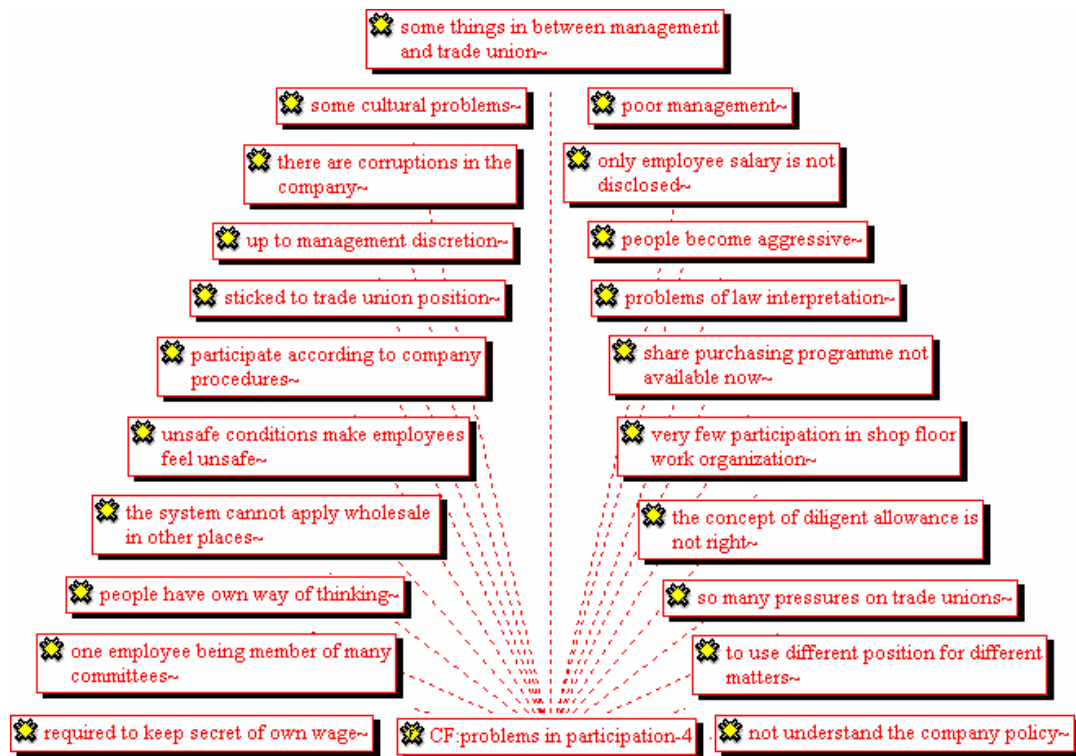 some things in between management
and trade union~
some cultural problems~
poor management~
there are corruptions in the
company~
only employee salary is not
disclosed~
up to management discretion~
people become aggressive~
sticked to trade union position~
problems of law interpretation~
participate according to company
procedures~
share purchasing programme not
available now~
unsafe conditions make employees
feel unsafe~
very few participation in shop floor
work organization~
the system cannot apply wholesale
in other places~
the concept of diligent allowance is
not right~
people have own way of thinking~
so many pressures on trade unions~
one employee being member of many
committees~
to use different position for different
matters~
required to keep secret of own wage~
CF:problems in participation-4
not understand the company policy~